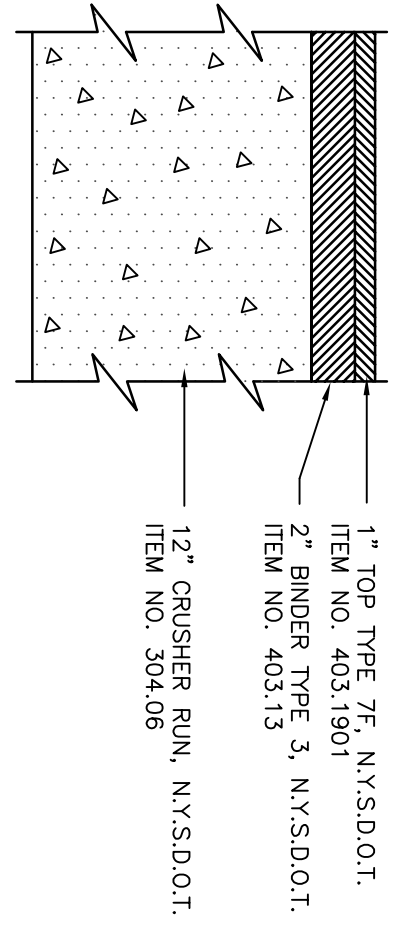 1” TOP TYPE 7F, N.Y.S.D.O.T.
ITEM NO. 403.1901
2” BINDER TYPE 3, N.Y.S.D.O.T.
ITEM NO. 403.13
12” CRUSHER RUN, N.Y.S.D.O.T.
ITEM NO. 304.06